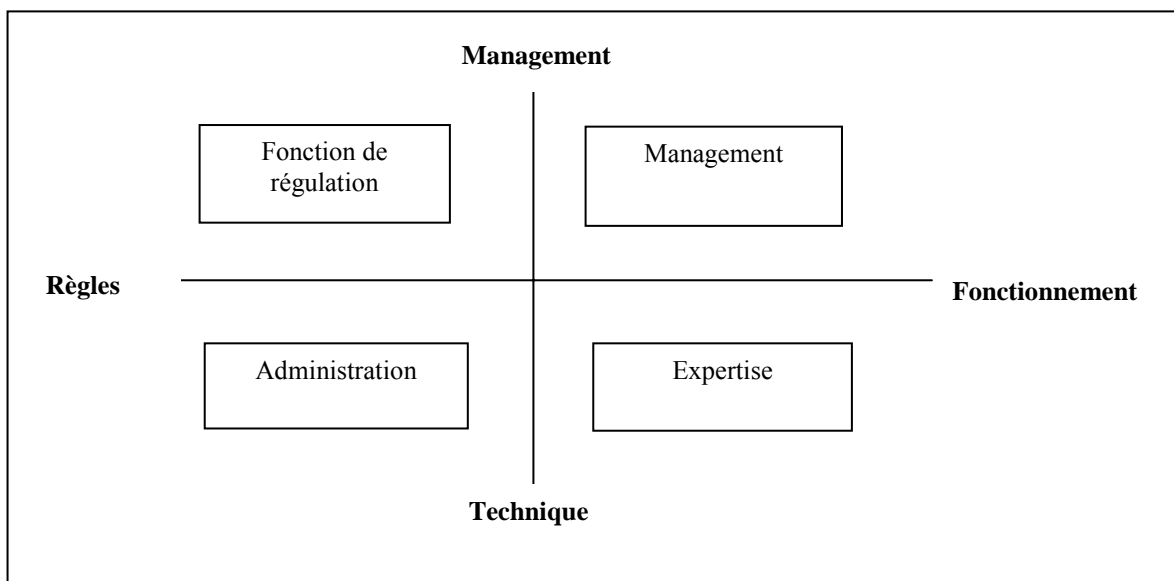 Management
Fonction de
régulation
Management
Règles
Fonctionnement
Administration
Expertise
Technique